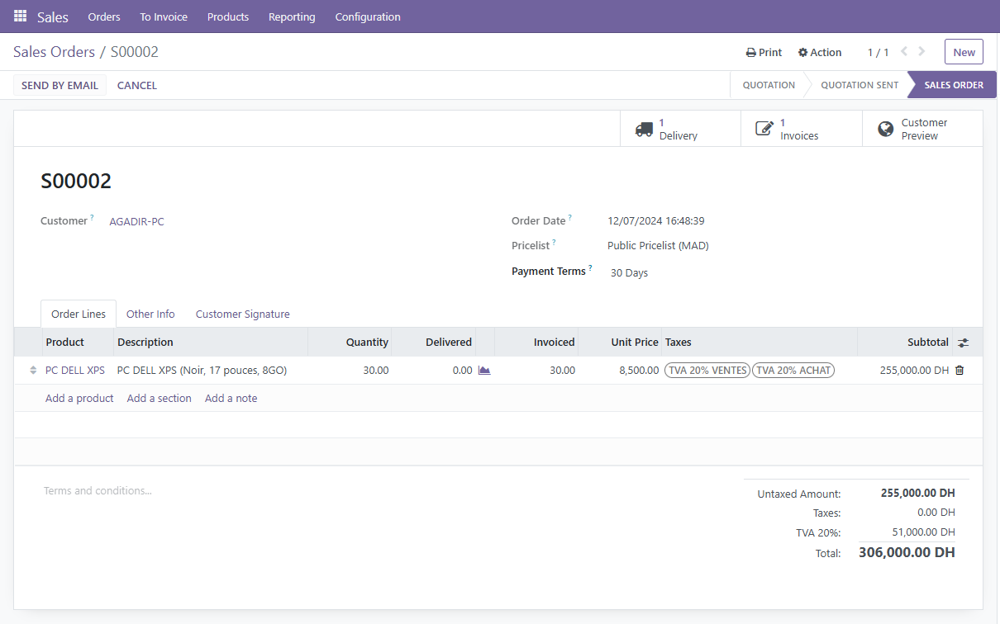 Sales Orders To Invoice Products Reporting Configuration
Sales Orders / S00002 Print Action 1 / 1 New
SEND BY EMAIL CANCEL QUOTATION QUOTATION SENT SALES ORDER
1 Delivery 1 Invoices Customer Preview
S00002
Customer ? AGADIR-PC Order Date ? 12/07/2024 16:48:39
Pricelist ? Public Pricelist (MAD)
Payment Terms ? 30 Days
Order Lines Other Info Customer Signature
Product Description Quantity Delivered Invoiced Unit Price Taxes Subtotal
PC DELL XPS PC DELL XPS (Noir, 17 pouces, 8GO) 30.00 0.00 30.00 8,500.00 TVA 20% VENTES TVA 20% ACHAT 255,000.00 DH
Add a product Add a section Add a note
Terms and conditions...
Untaxed Amount: 255,000.00 DH
Taxes: 0.00 DH
TVA 20%: 51,000.00 DH
Total: 306,000.00 DH